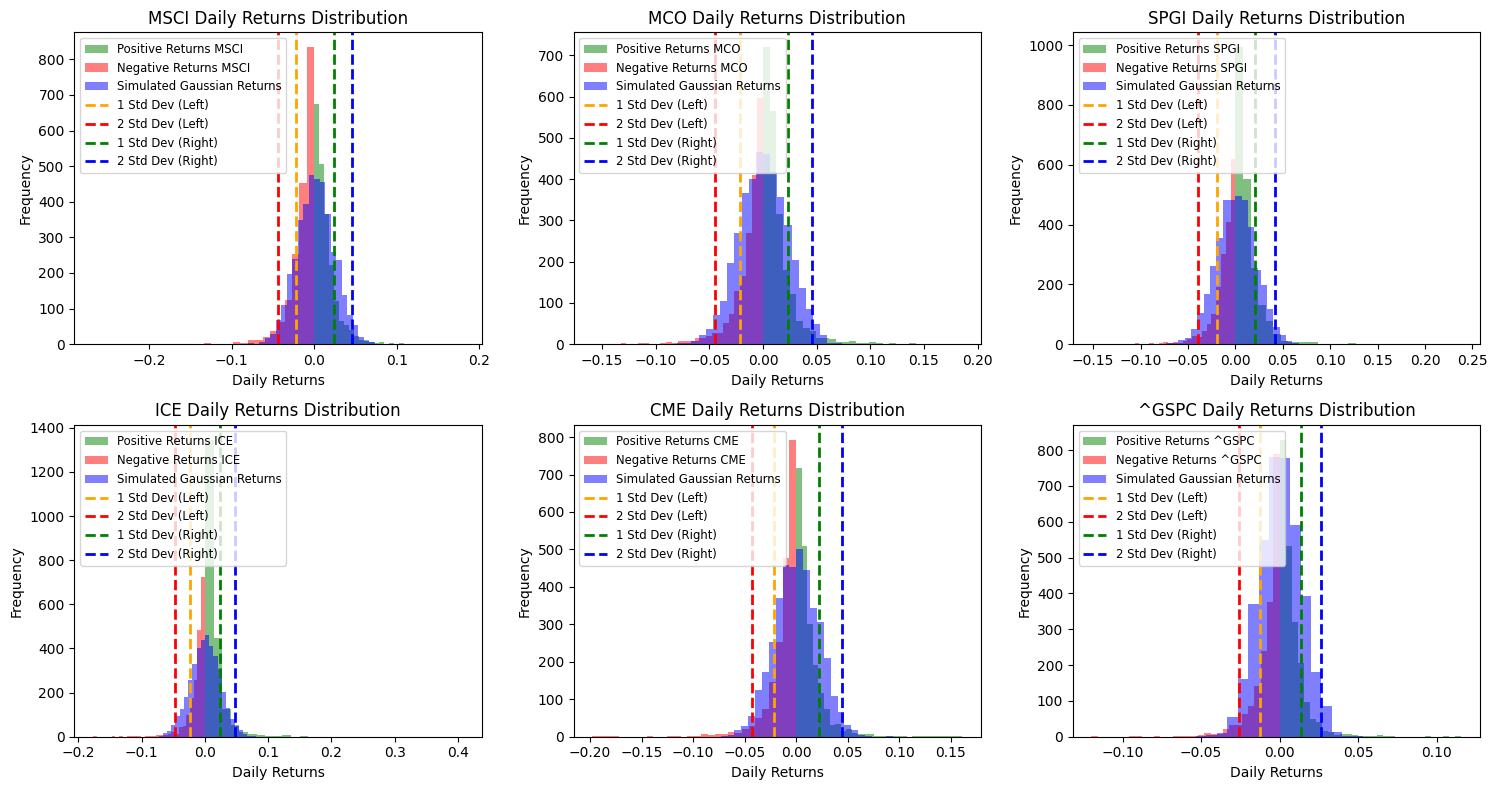 MSCI Daily Returns Distribution
Positive Returns MSCI
Negative Returns MSCI
Simulated Gaussian Returns
1 Std Dev (Left)
2 Std Dev (Left)
1 Std Dev (Right)
2 Std Dev (Right)
Frequency
800
700
600
500
400
300
200
100
0
-0.2
-0.1
0.0
0.1
0.2
Daily Returns
MCO Daily Returns Distribution
Positive Returns MCO
Negative Returns MCO
Simulated Gaussian Returns
1 Std Dev (Left)
2 Std Dev (Left)
1 Std Dev (Right)
2 Std Dev (Right)
Frequency
700
600
500
400
300
200
100
0
-0.15
-0.10
-0.05
0.00
0.05
0.10
0.15
0.20
Daily Returns
SPGI Daily Returns Distribution
Positive Returns SPGI
Negative Returns SPGI
Simulated Gaussian Returns
1 Std Dev (Left)
2 Std Dev (Left)
1 Std Dev (Right)
2 Std Dev (Right)
Frequency
1000
800
600
400
200
0
-0.15
-0.10
-0.05
0.00
0.05
0.10
0.15
0.20
0.25
Daily Returns
ICE Daily Returns Distribution
Positive Returns ICE
Negative Returns ICE
Simulated Gaussian Returns
1 Std Dev (Left)
2 Std Dev (Left)
1 Std Dev (Right)
2 Std Dev (Right)
Frequency
1400
1200
1000
800
600
400
200
0
-0.2
-0.1
0.0
0.1
0.2
0.3
0.4
Daily Returns
CME Daily Returns Distribution
Positive Returns CME
Negative Returns CME
Simulated Gaussian Returns
1 Std Dev (Left)
2 Std Dev (Left)
1 Std Dev (Right)
2 Std Dev (Right)
Frequency
800
700
600
500
400
300
200
100
0
-0.20
-0.15
-0.10
-0.05
0.00
0.05
0.10
0.15
Daily Returns
^GSPC Daily Returns Distribution
Positive Returns ^GSPC
Negative Returns ^GSPC
Simulated Gaussian Returns
1 Std Dev (Left)
2 Std Dev (Left)
1 Std Dev (Right)
2 Std Dev (Right)
Frequency
800
700
600
500
400
300
200
100
0
-0.10
-0.05
0.00
0.05
0.10
Daily Returns